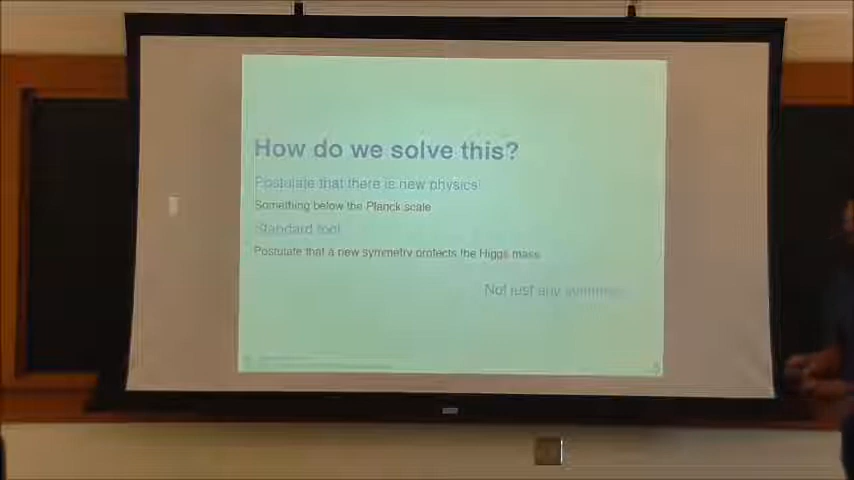 How do we solve this?
Postulate that there is new physics
Something below the Planck scale
Standard tool
Postulate that a new symmetry protects the Higgs mass
Not just any